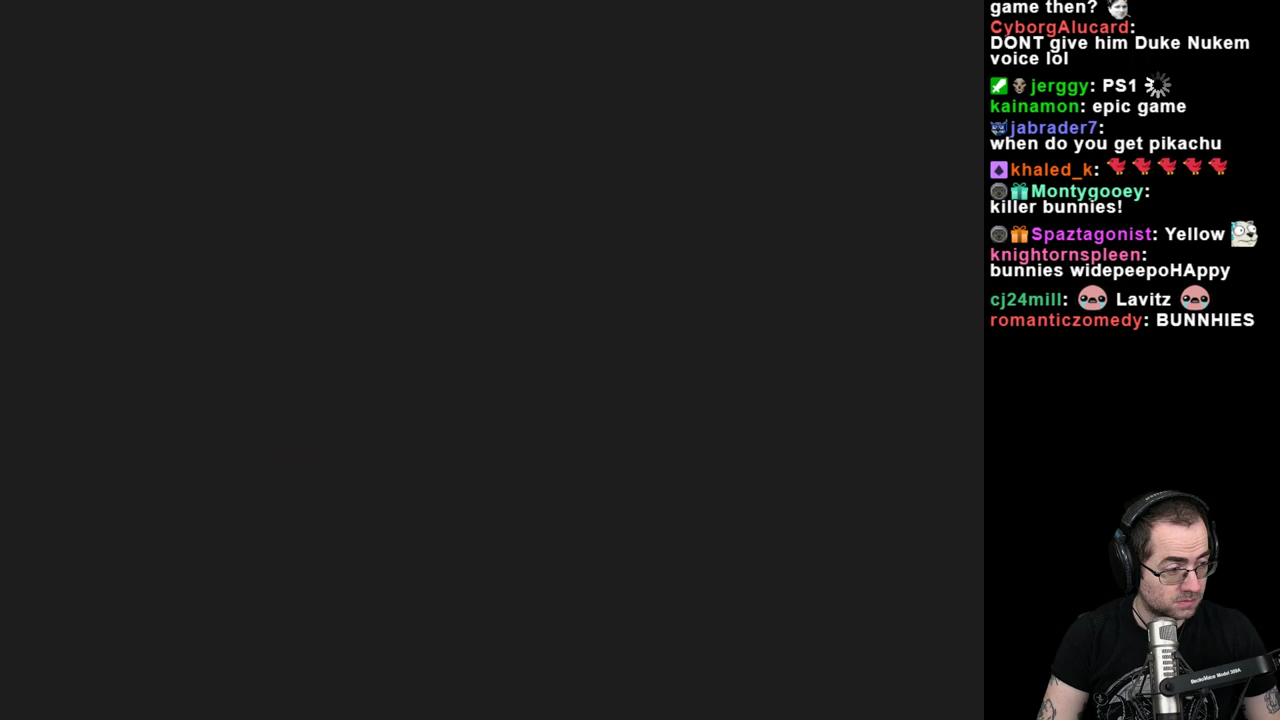 game then?
CyborgAlucard:
DONT give him Duke Nukem
voice lol
jerggy: PS1
kainamon: epic game
jabrader7:
when do you get pikachu
khaled_k:
Montygooey:
killer bunnies!
Spaztagonist: Yellow
knightornspleen:
bunnies widepeepoHAppy
cj24mill: Lavitz
romanticzomedy: BUNNHIES